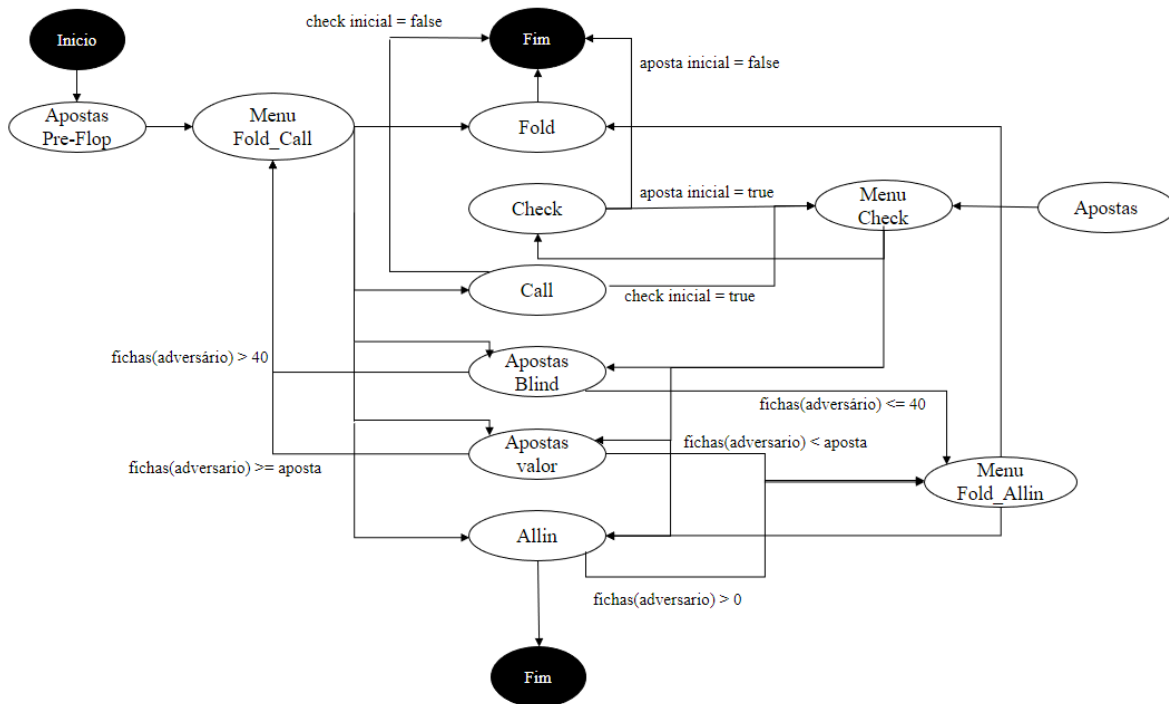 check inicial = false
Inicio
Fim
aposta inicial = false
Apostas
Pre-Flop
Menu
Fold_Call
Fold
aposta inicial = true
Check
Menu
Check
Apostas
Call
check inicial = true
fichas(adversário) > 40
Apostas
Blind
fichas(adversário) <= 40
Apostas
valor
fichas(adversario) < aposta
fichas(adversario) >= aposta
Menu
Fold_Allin
Allin
fichas(adversario) > 0
Fim